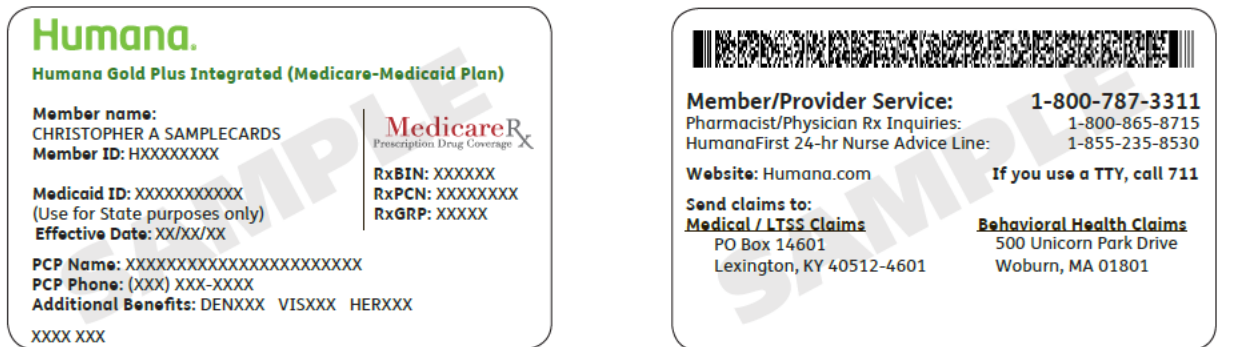 Humana.
Humana Gold Plus Integrated (Medicare-Medicaid Plan)
Member name:
CHRISTOPHER A SAMPLECARDS
Member ID: HXXXXXXXX
Medicaid ID: XXXXXXXXXXX
(Use for State purposes only)
Effective Date: XX/XX/XX
MedicareRx
Prescription Drug Coverage
RxBIN: XXXXXX
RxPCN: XXXXXXXX
RxGRP: XXXXX
PCP Name: XXXXXXXXXXXXXXXXXXXXXXX
PCP Phone: (XXX) XXX-XXXX
Additional Benefits: DENXXX VISXXX HERXXX
XXXX XXX
SAMPLE
Member/Provider Service: 1-800-787-3311
Pharmacist/Physician Rx Inquiries: 1-800-865-8715
HumanaFirst 24-hr Nurse Advice Line: 1-855-235-8530
Website: Humana.com If you use a TTY, call 711
Send claims to:
Medical / LTSS Claims
PO Box 14601
Lexington, KY 40512-4601
Behavioral Health Claims
500 Unicorn Park Drive
Woburn, MA 01801
SAMPLE